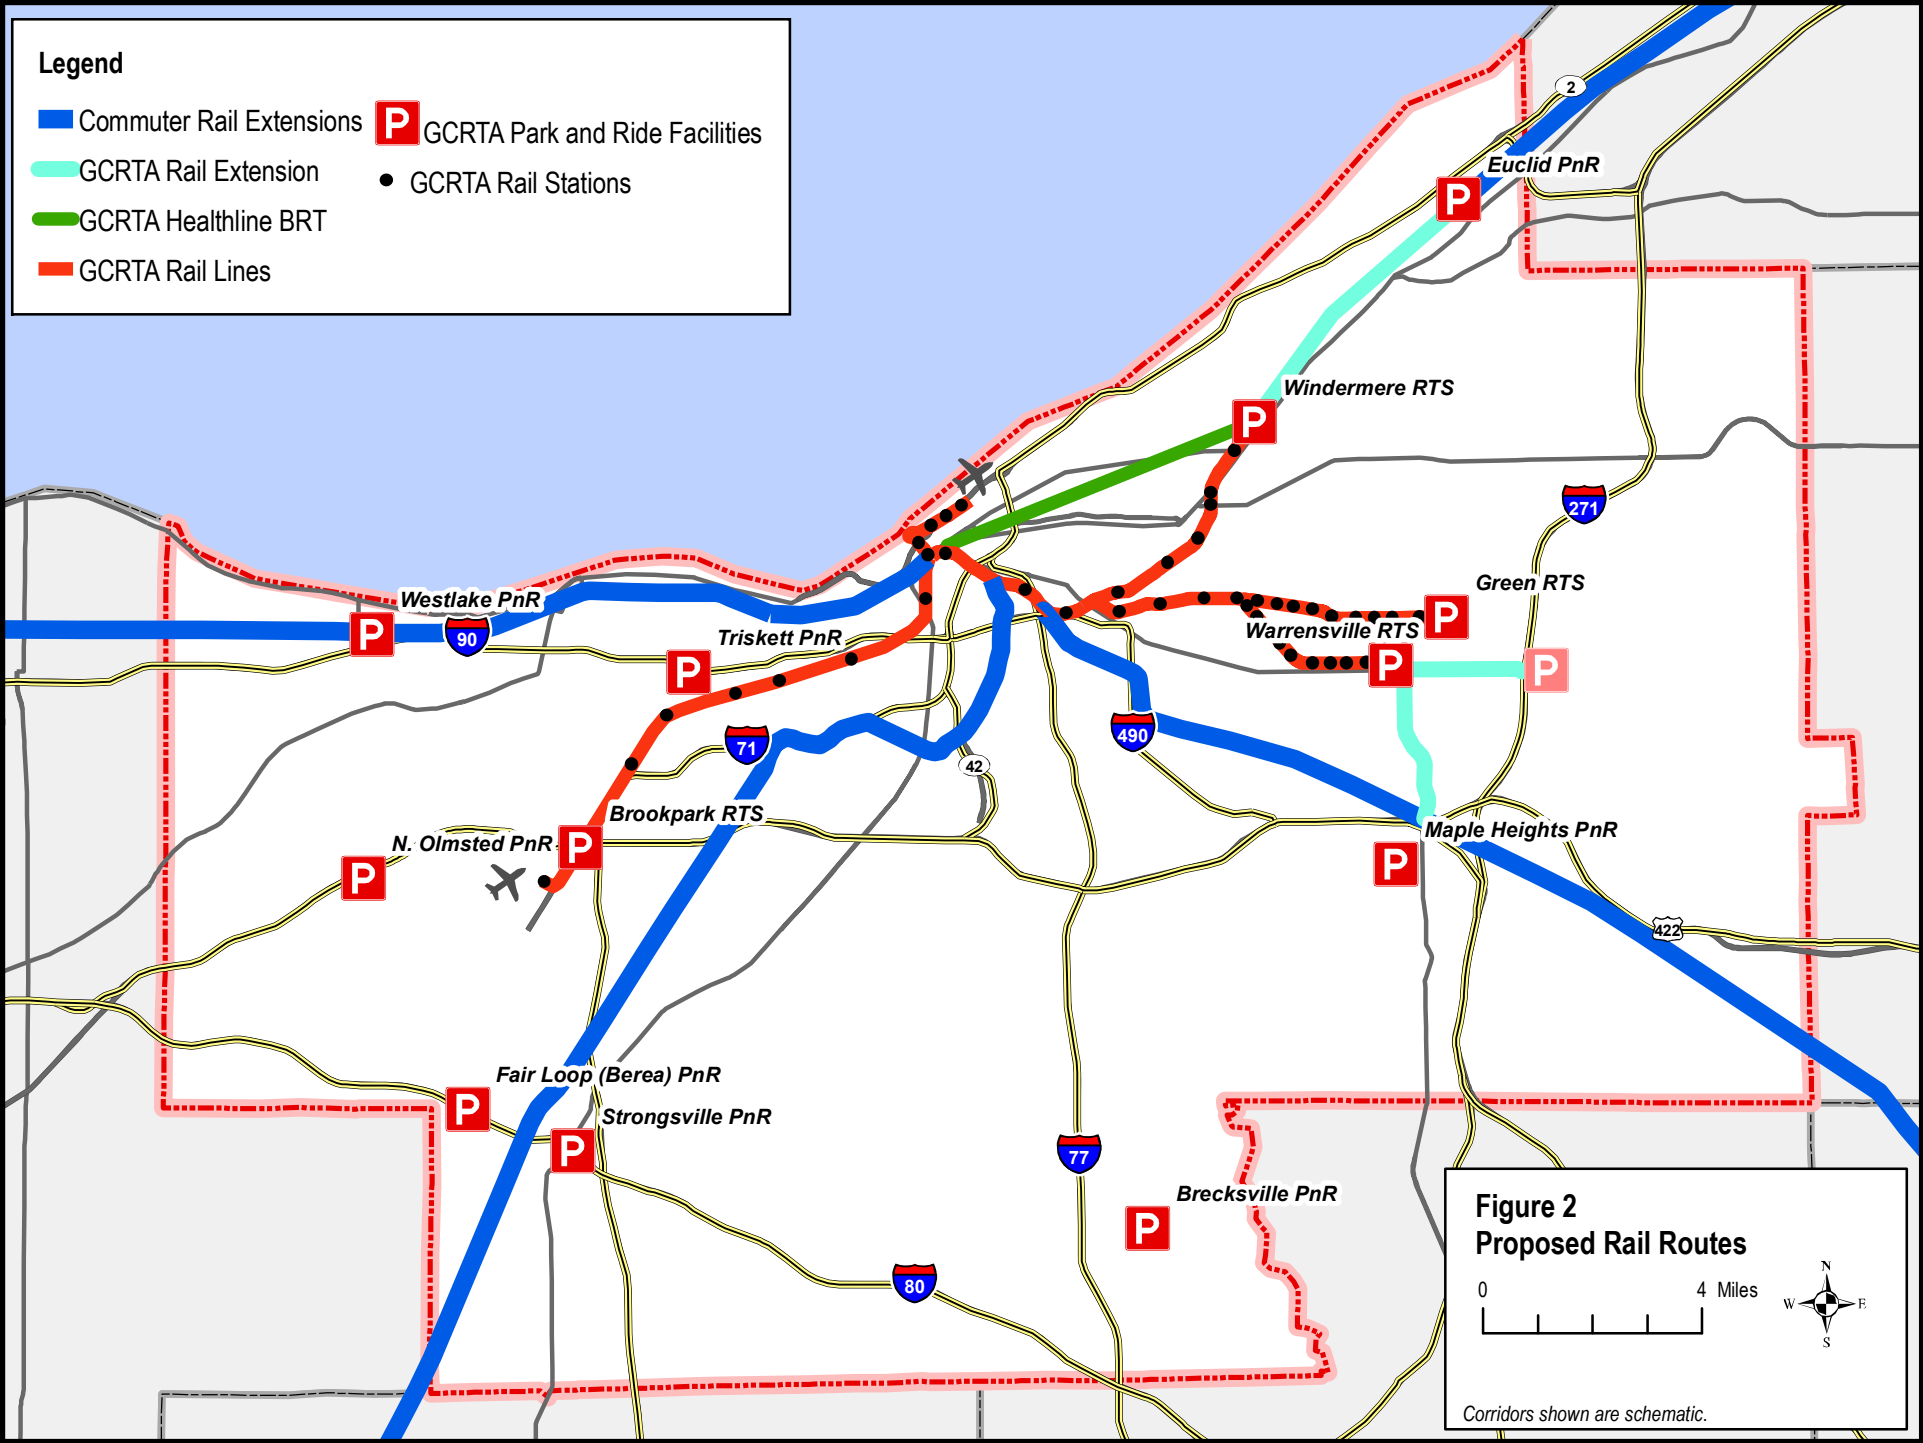 Legend
Commuter Rail Extensions
GCRTA Rail Extension
GCRTA Healthline BRT
GCRTA Rail Lines
P GCRTA Park and Ride Facilities
GCRTA Rail Stations
2
Euclid PnR
P
Windermere RTS
P
271
Green RTS
P
Westlake PnR
P
90
Triskett PnR
P
Warrensville RTS
P
P
71
490
42
Brookpark RTS
P
N. Olmsted PnR
P
Maple Heights PnR
P
422
Fair Loop (Berea) PnR
P
Strongsville PnR
P
77
Brecksville PnR
P
80
Figure 2
Proposed Rail Routes
0 4 Miles
N
W E
S
Corridors shown are schematic.